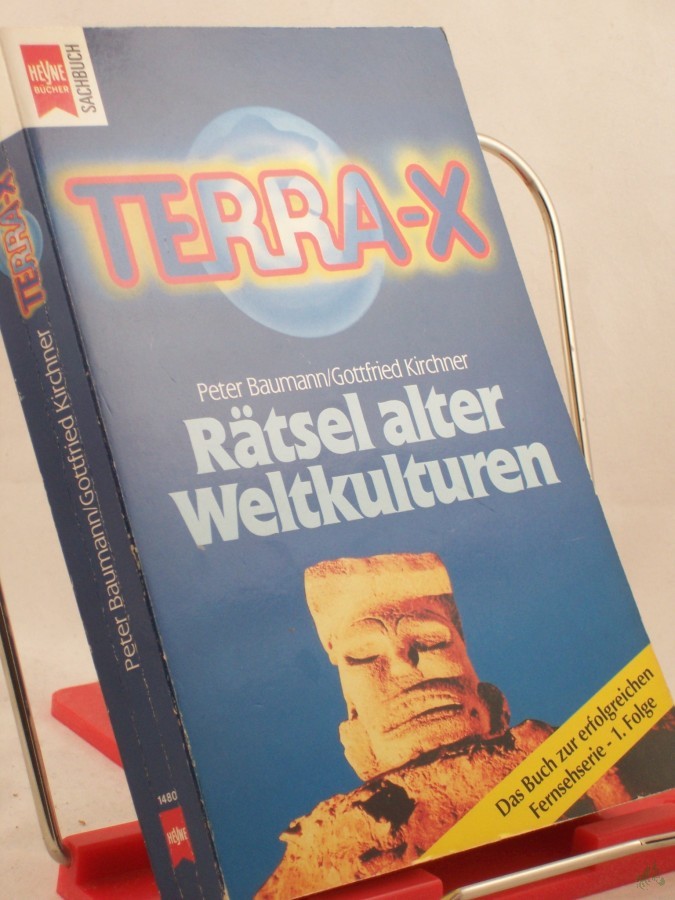 HEYNE
BÜCHER
SACHBUCH
TERRA-X
Peter Baumann/Gottfried Kirchner
Rätsel alter
Weltkulturen
Das Buch zur erfolgreichen
Fernsehserie - 1. Folge
TERRA-X
Peter Baumann/Gottfried Kirchner
1480
HEYNE